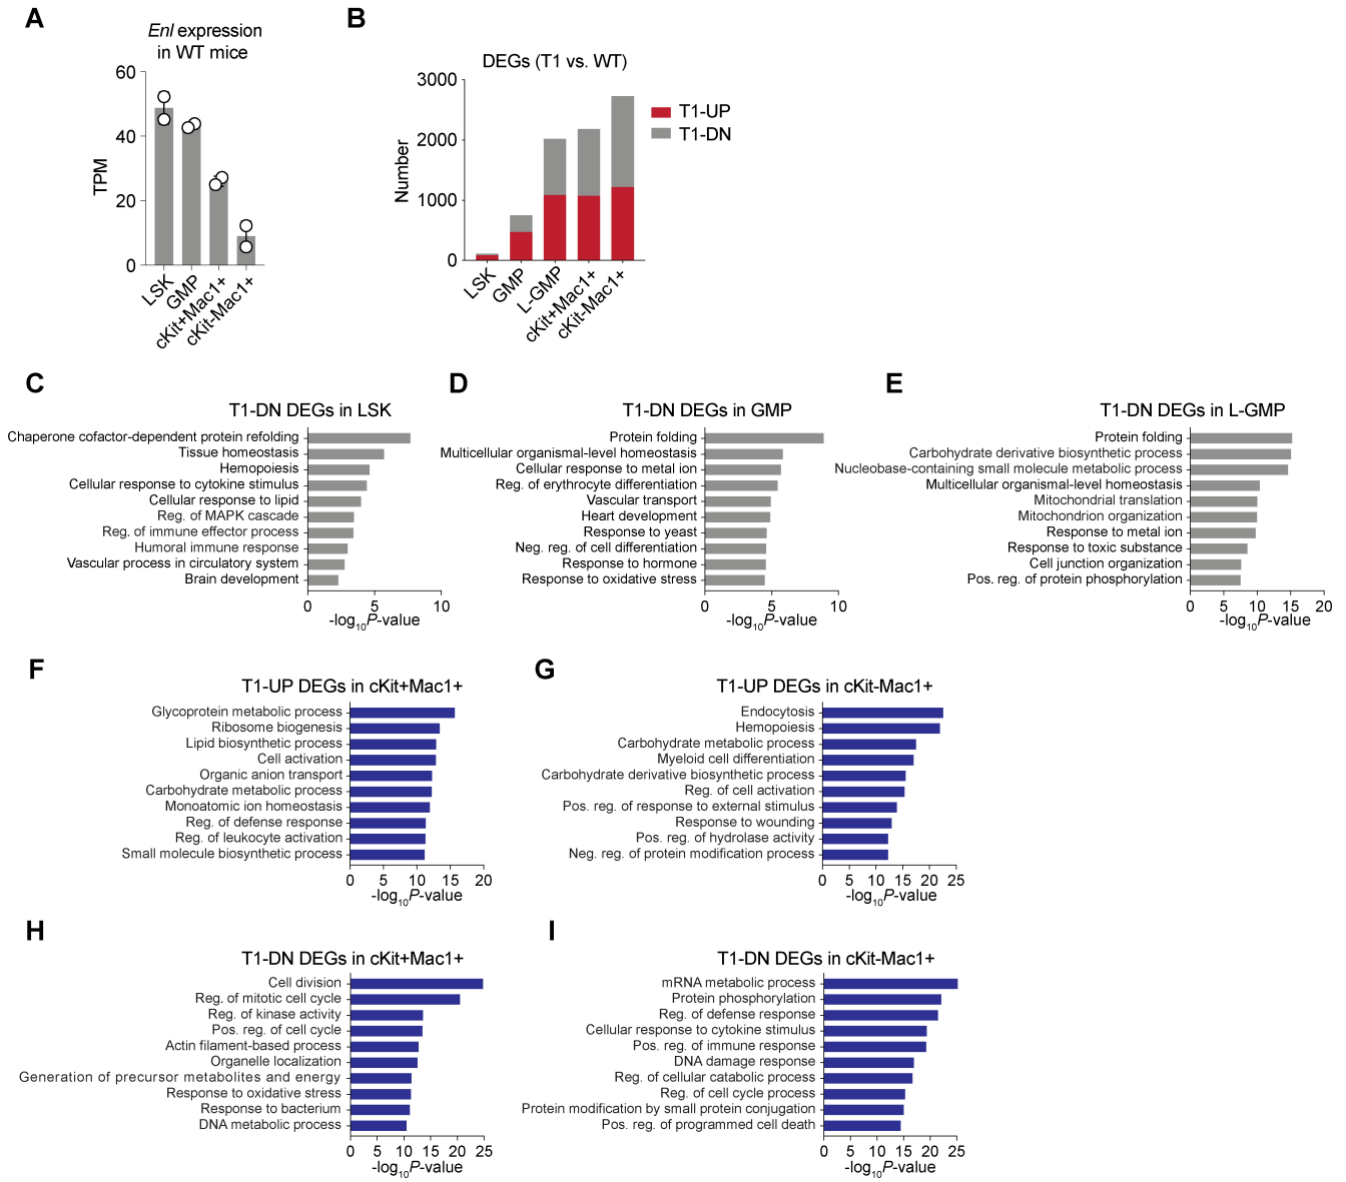 A
Enl expression
in WT mice
TPM
60
40
20
0
LSK
GMP
cKit+Mac1+
cKit-Mac1+
B
DEGs (T1 vs. WT)
Number
3000
2000
1000
0
LSK
GMP
L-GMP
cKit+Mac1+
cKit-Mac1+
T1-UP
T1-DN
C
T1-DN DEGs in LSK
Chaperone cofactor-dependent protein refolding
Tissue homeostasis
Hemopoiesis
Cellular response to cytokine stimulus
Cellular response to lipid
Reg. of MAPK cascade
Reg. of immune effector process
Humoral immune response
Vascular process in circulatory system
Brain development
0 5 10
-log10P-value
D
T1-DN DEGs in GMP
Protein folding
Multicellular organismal-level homeostasis
Cellular response to metal ion
Reg. of erythrocyte differentiation
Vascular transport
Heart development
Response to yeast
Neg. reg. of cell differentiation
Response to hormone
Response to oxidative stress
0 5 10
-log10P-value
E
T1-DN DEGs in L-GMP
Protein folding
Carbohydrate derivative biosynthetic process
Nucleobase-containing small molecule metabolic process
Multicellular organismal-level homeostasis
Mitochondrial translation
Mitochondrion organization
Response to metal ion
Response to toxic substance
Cell junction organization
Pos. reg. of protein phosphorylation
0 5 10 15 20
-log10P-value
F
T1-UP DEGs in cKit+Mac1+
Glycoprotein metabolic process
Ribosome biogenesis
Lipid biosynthetic process
Cell activation
Organic anion transport
Carbohydrate metabolic process
Monoatomic ion homeostasis
Reg. of defense response
Reg. of leukocyte activation
Small molecule biosynthetic process
0 5 10 15 20
-log10P-value
G
T1-UP DEGs in cKit-Mac1+
Endocytosis
Hemopoiesis
Carbohydrate metabolic process
Myeloid cell differentiation
Carbohydrate derivative biosynthetic process
Reg. of cell activation
Pos. reg. of response to external stimulus
Response to wounding
Pos. reg. of hydrolase activity
Neg. reg. of protein modification process
0 5 10 15 20 25
-log10P-value
H
T1-DN DEGs in cKit+Mac1+
Cell division
Reg. of mitotic cell cycle
Reg. of kinase activity
Pos. reg. of cell cycle
Actin filament-based process
Organelle localization
Generation of precursor metabolites and energy
Response to oxidative stress
Response to bacterium
DNA metabolic process
0 5 10 15 20 25
-log10P-value
I
T1-DN DEGs in cKit-Mac1+
mRNA metabolic process
Protein phosphorylation
Reg. of defense response
Cellular response to cytokine stimulus
Pos. reg. of immune response
DNA damage response
Reg. of cellular catabolic process
Reg. of cell cycle process
Protein modification by small protein conjugation
Pos. reg. of programmed cell death
0 5 10 15 20 25
-log10P-value